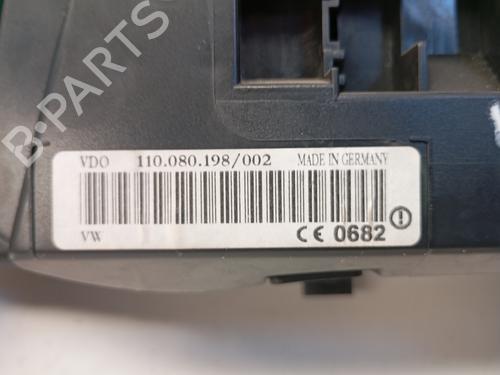 B-PARTS
VDO 110.080.198/002 MADE IN GERMANY
VW CE 0682